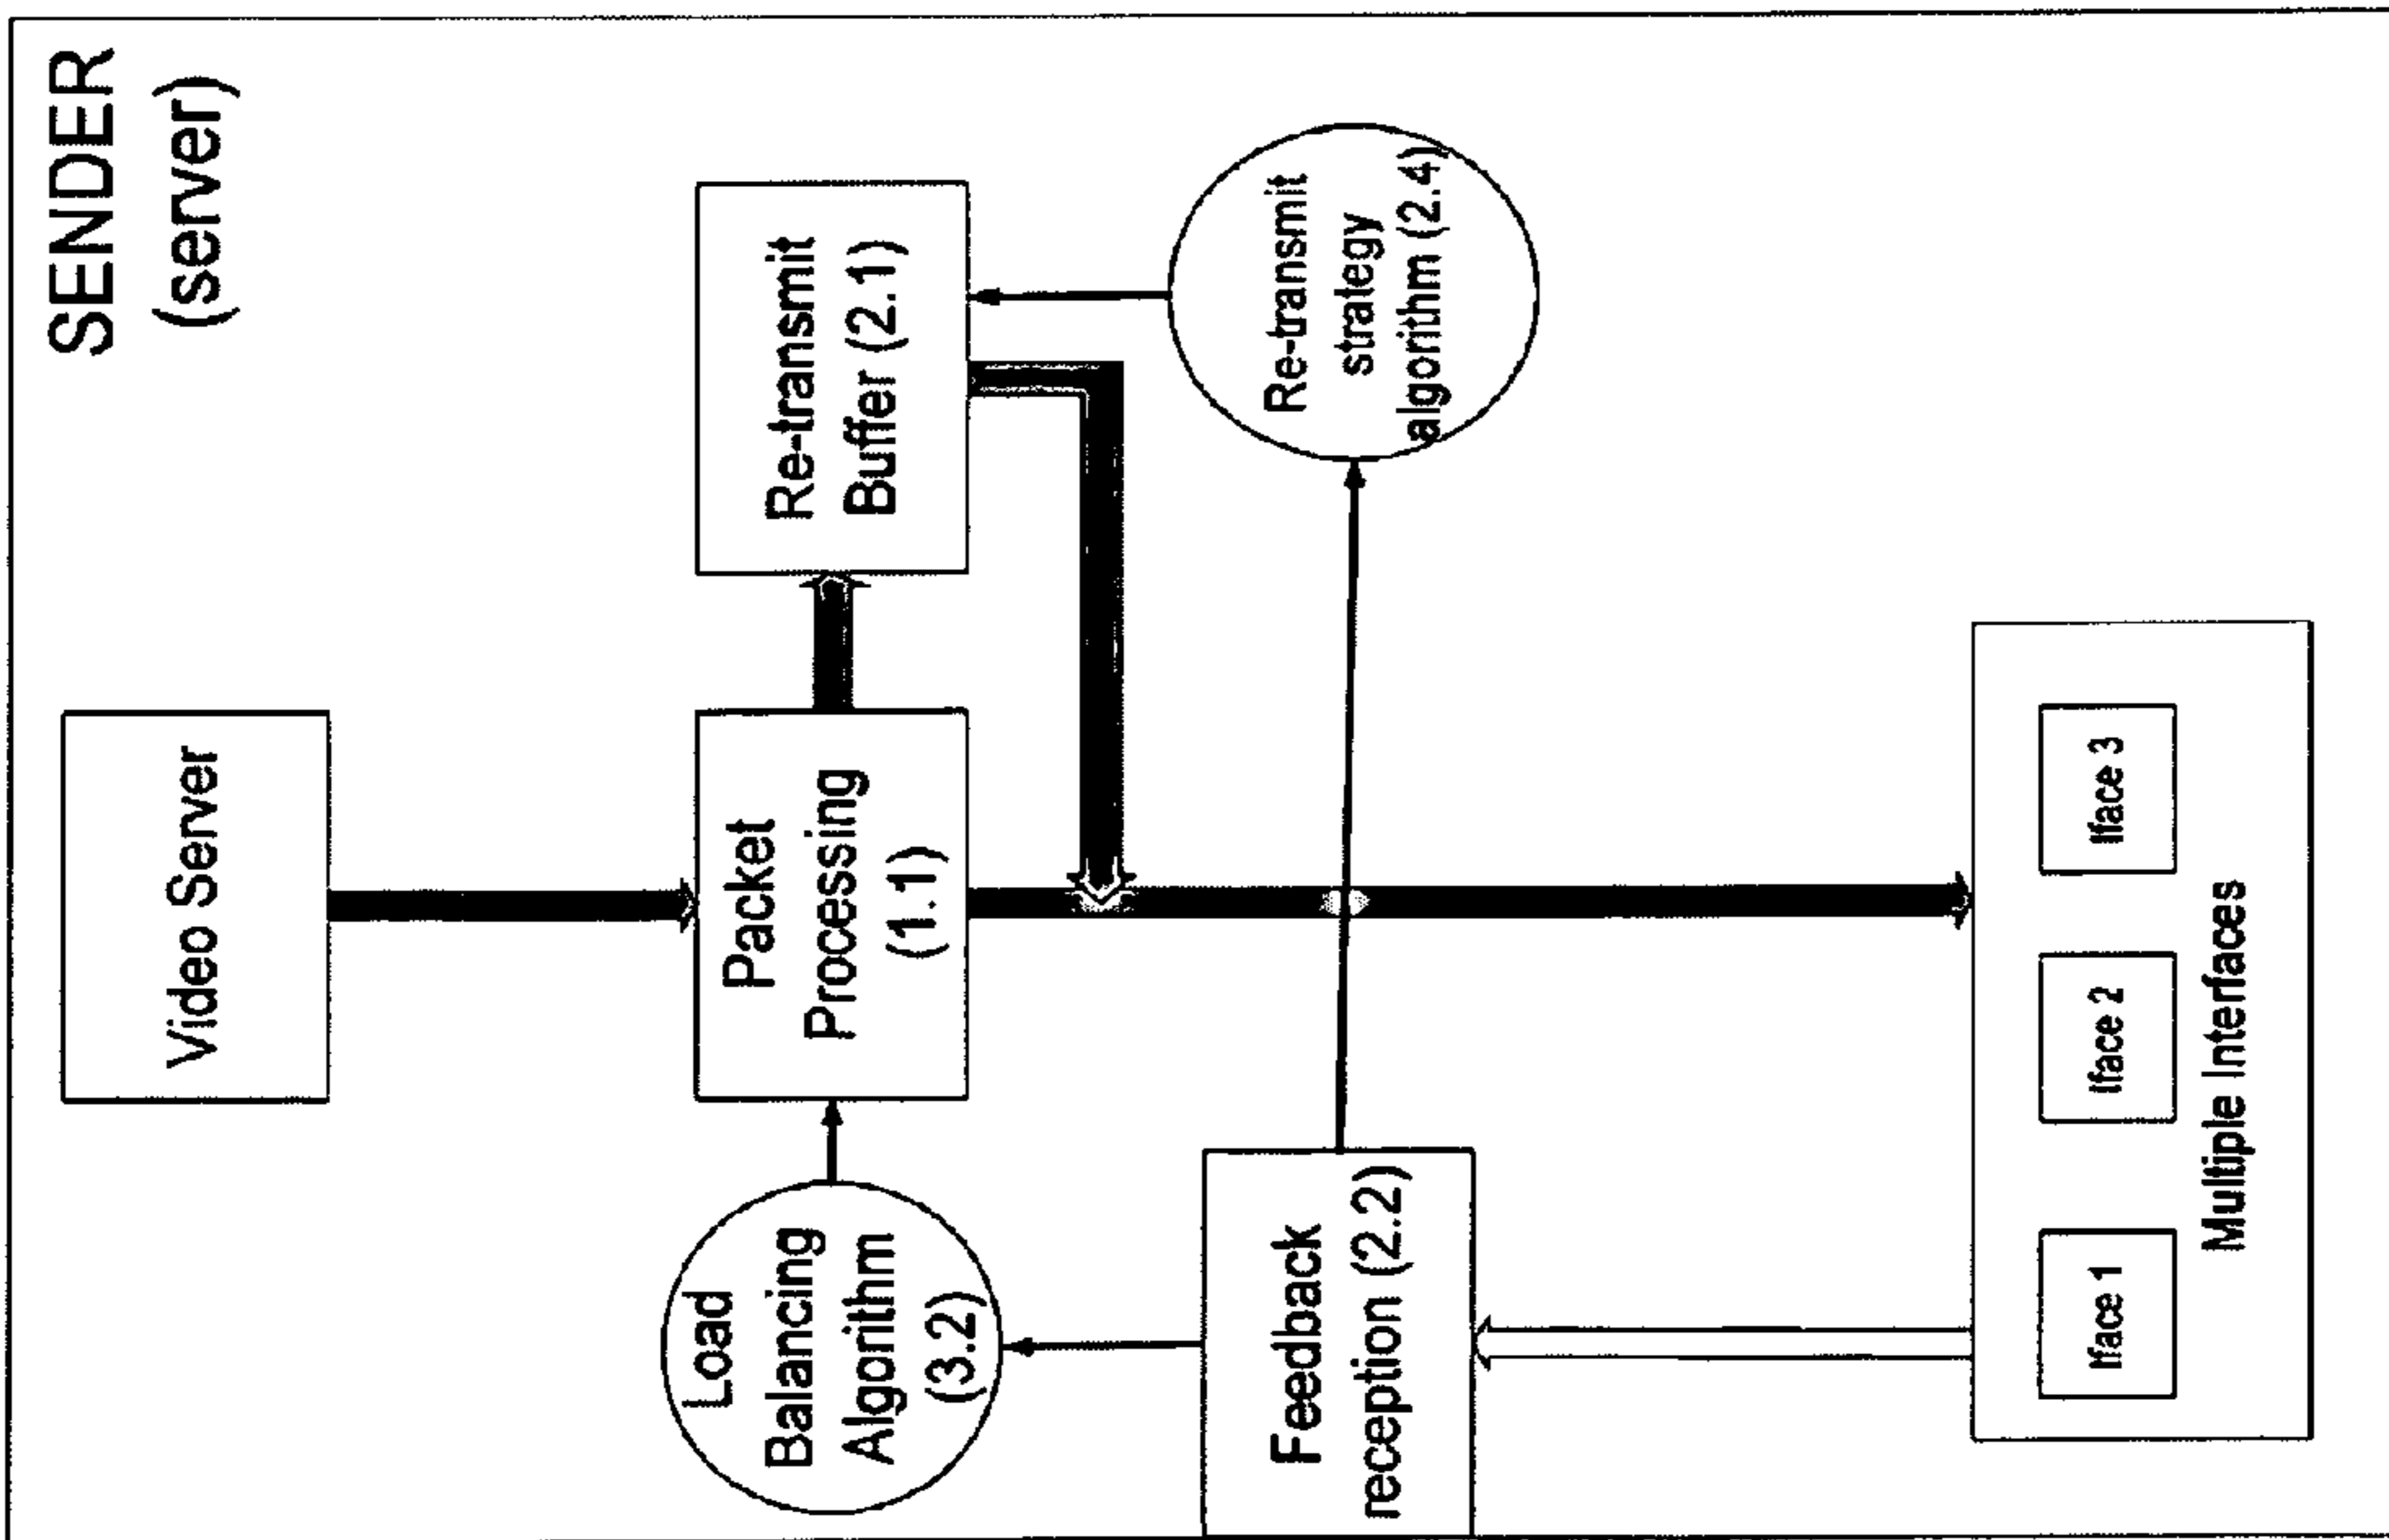 SENDER
(server)
Video Server
Load
Balancing
Algorithm
(3.2)
Packet
Processing
(1.1)
Re-transmit
Buffer (2.1)
Feedback
reception (2.2)
Re-transmit
strategy
algorithm (2.4)
Iface 1
Iface 2
Iface 3
Multiple Interfaces